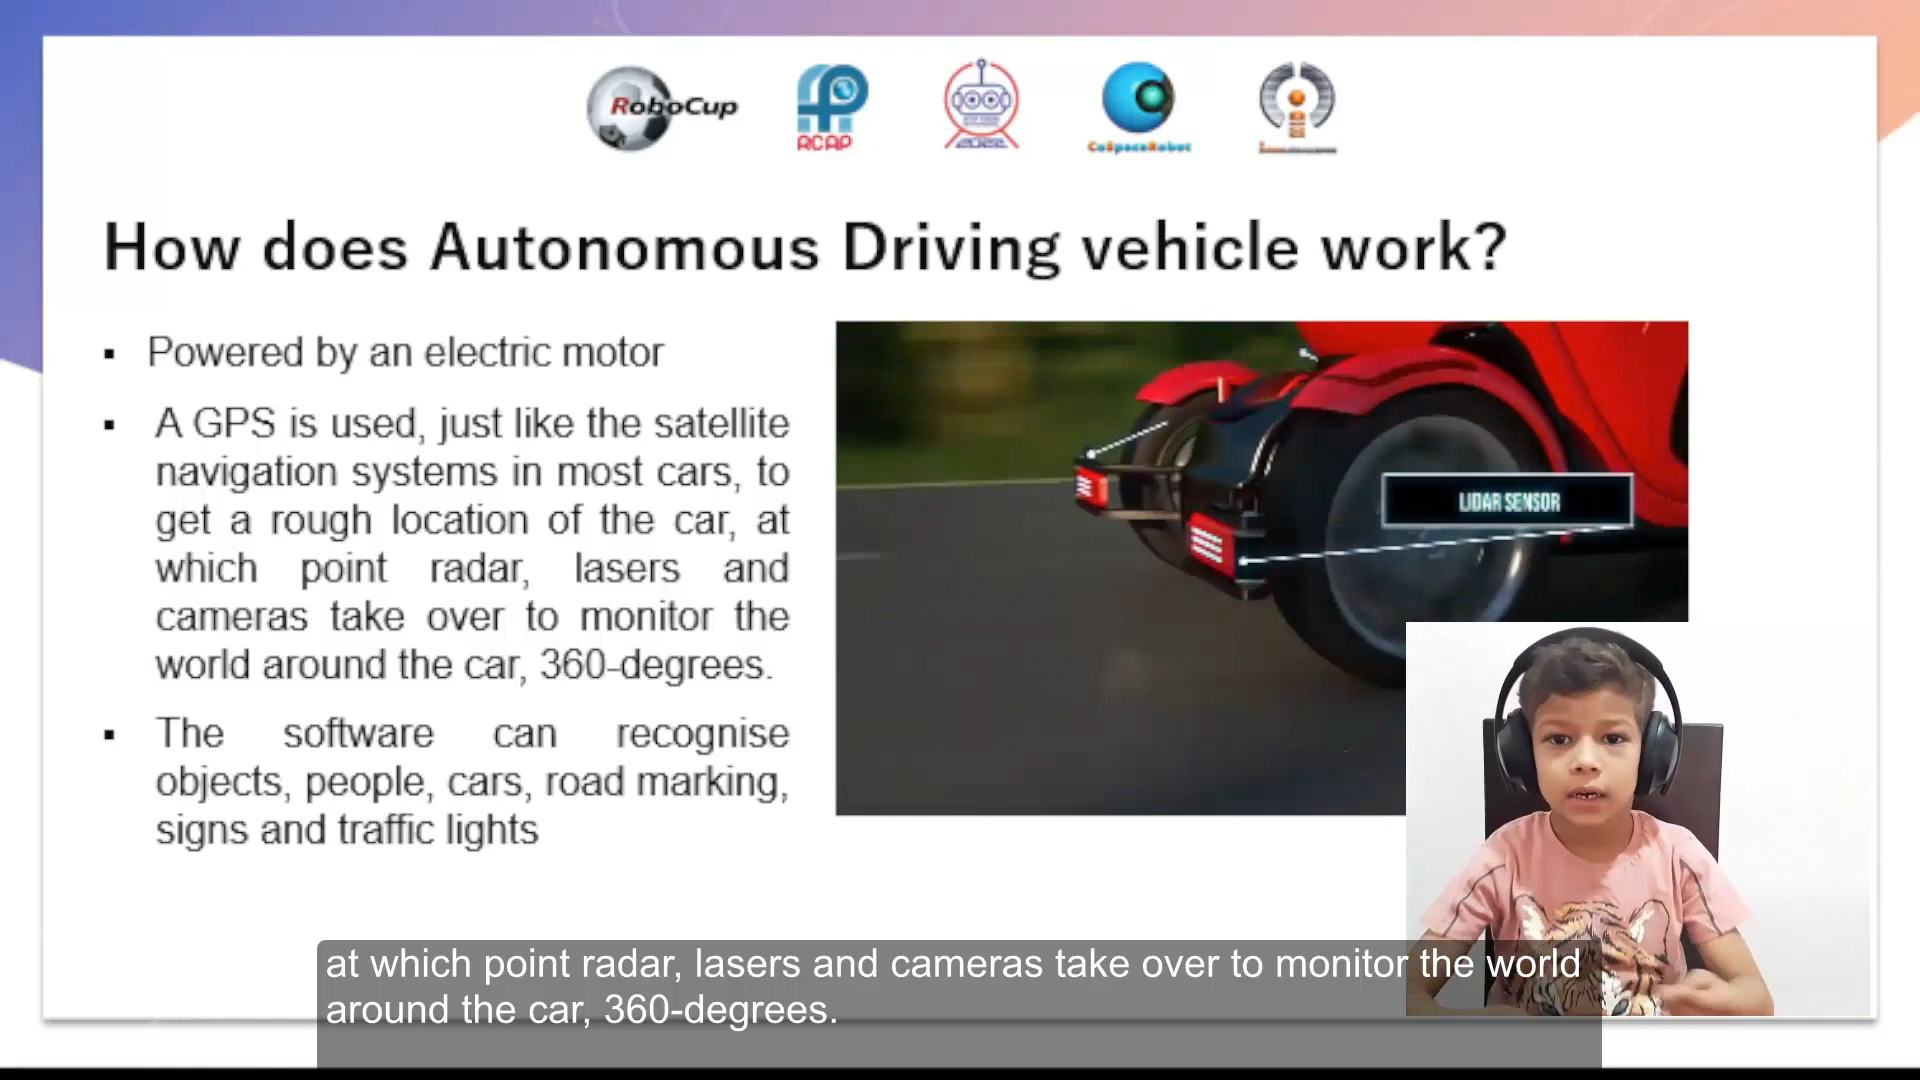 RoboCup
RCAP
CoSpaceRobot
How does Autonomous Driving vehicle work?
▪ Powered by an electric motor
▪ A GPS is used, just like the satellite
navigation systems in most cars, to
get a rough location of the car, at
which point radar, lasers and
cameras take over to monitor the
world around the car, 360-degrees.
▪ The software can recognise
objects, people, cars, road marking,
signs and traffic lights
LIDAR SENSOR
at which point radar, lasers and cameras take over to monitor the world
around the car, 360-degrees.